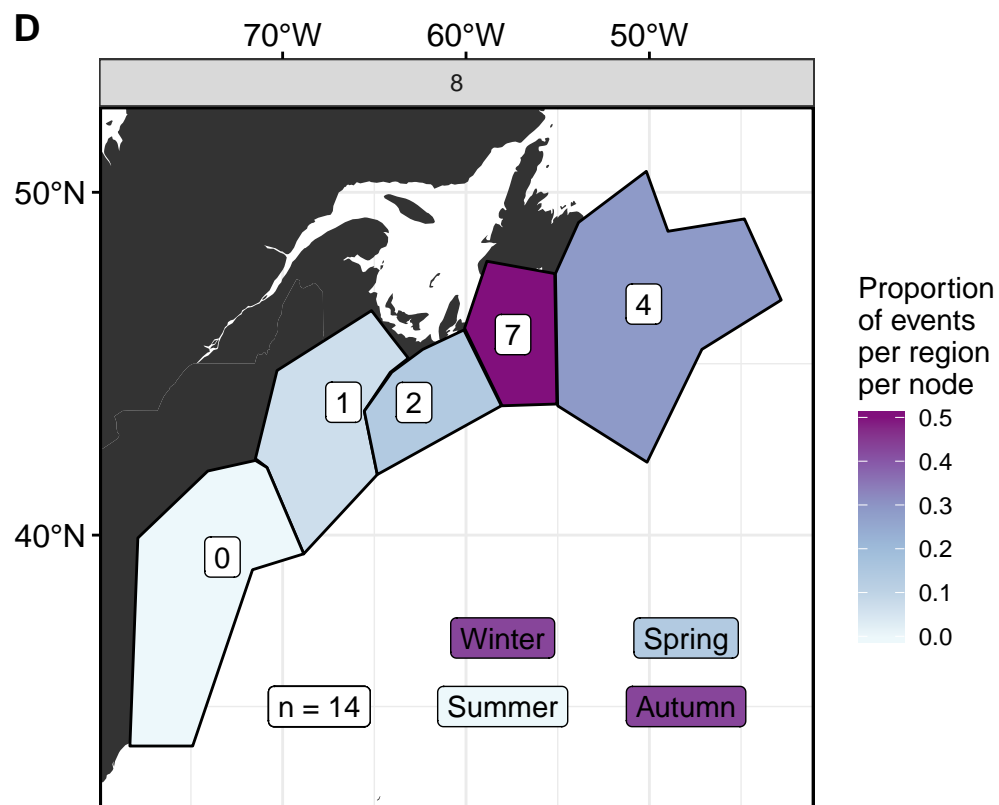 D
70°W 60°W 50°W
8
50°N
40°N
4
7
1
2
0
Winter
Spring
n = 14
Summer
Autumn
Proportion
of events
per region
per node
0.5
0.4
0.3
0.2
0.1
0.0